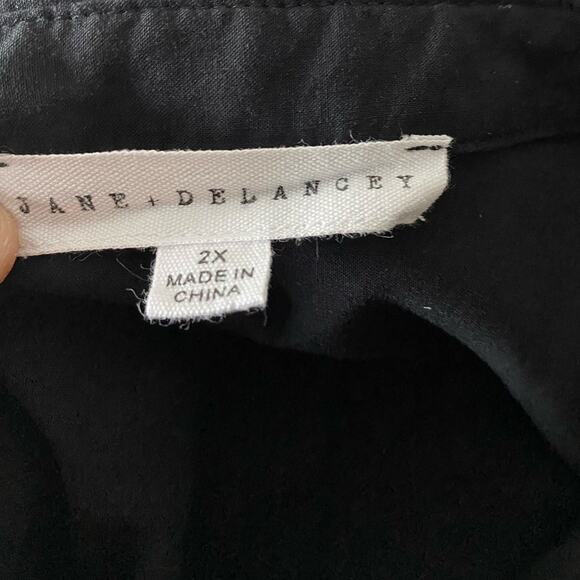 JANE + DELANCEY
2X
MADE IN
CHINA